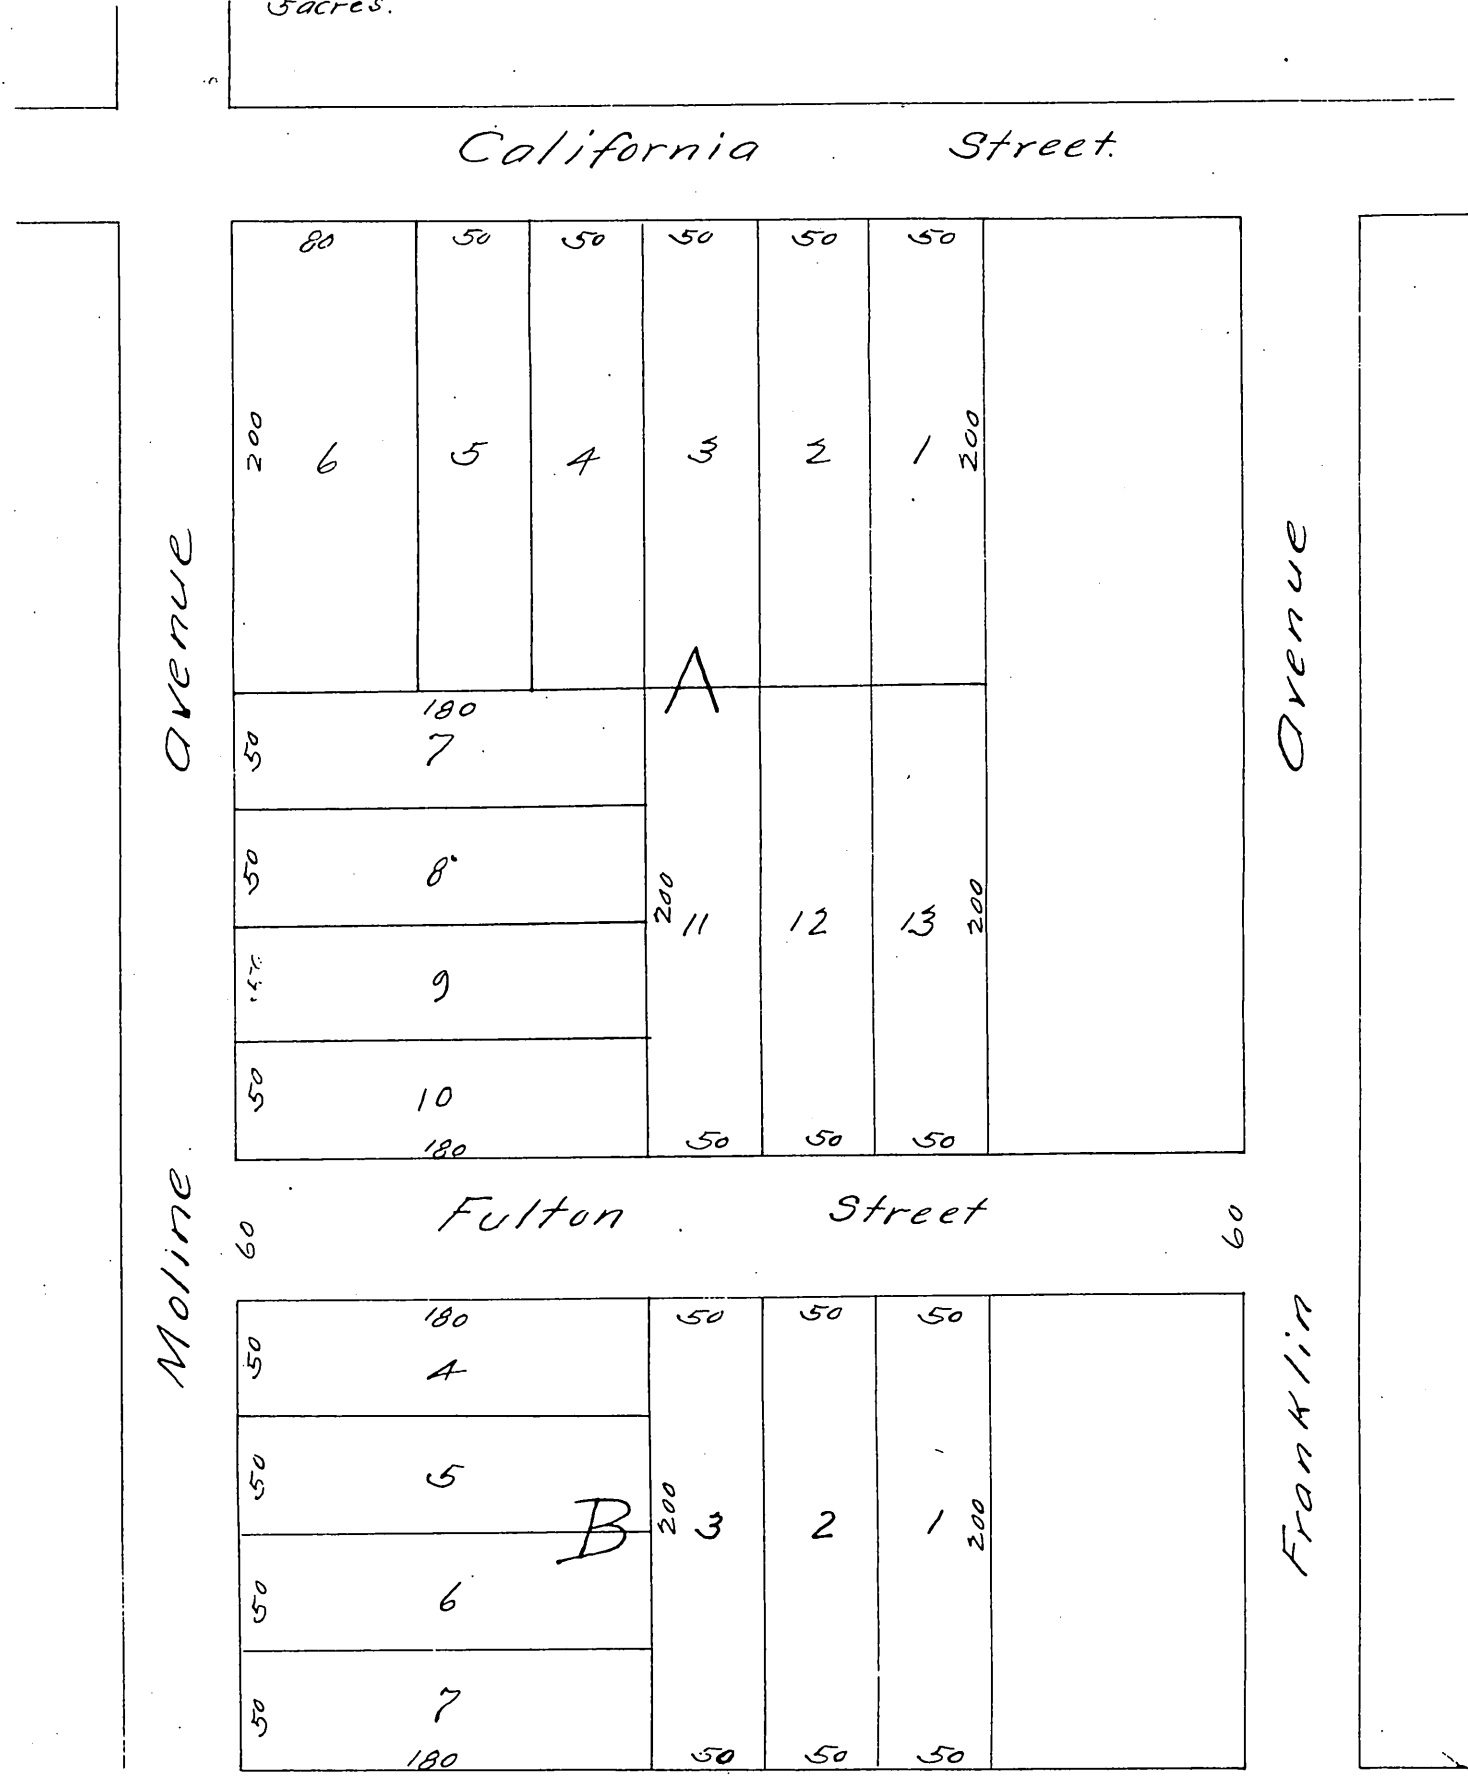 5 acres.
California Street.
80 50 50 50 50 50
200 6 5 4 3 2 1 200
avenue
Avenue
A
180
50 7
50 8
200 11 12 13 200
9
50 10
180 50 50 50
Moline
Fulton Street
60 60
Franklin
180 50 50 50
50 4
50 5
B
200 3 2 1 200
50 6
50 7
180 50 50 50